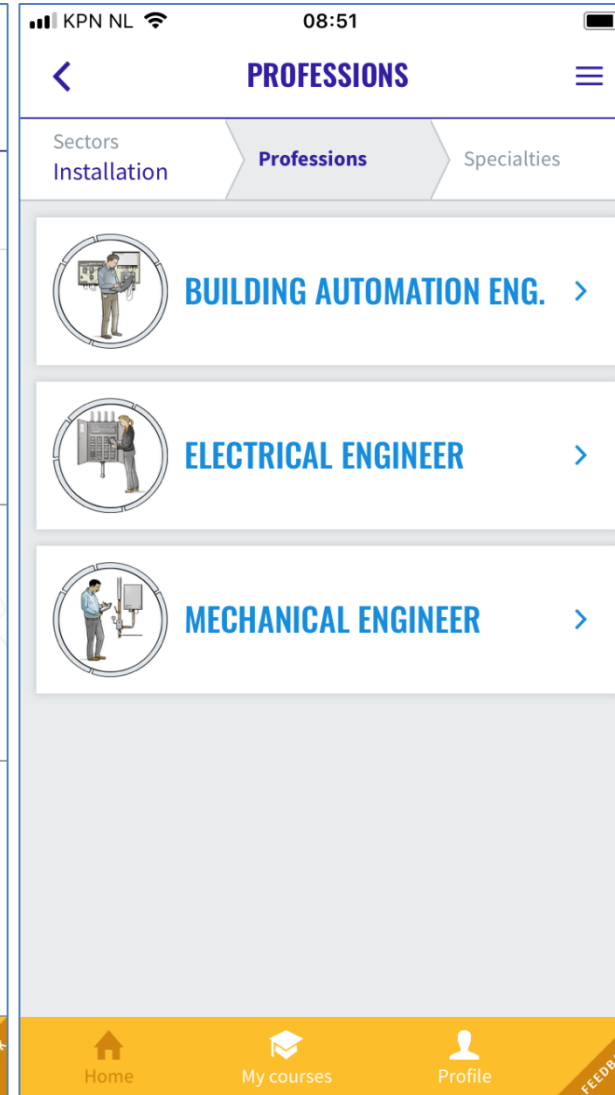 KPN NL 08:51
PROFESSIONS
Sectors
Installation
Professions
Specialties
BUILDING AUTOMATION ENG.
ELECTRICAL ENGINEER
MECHANICAL ENGINEER
Home
My courses
Profile